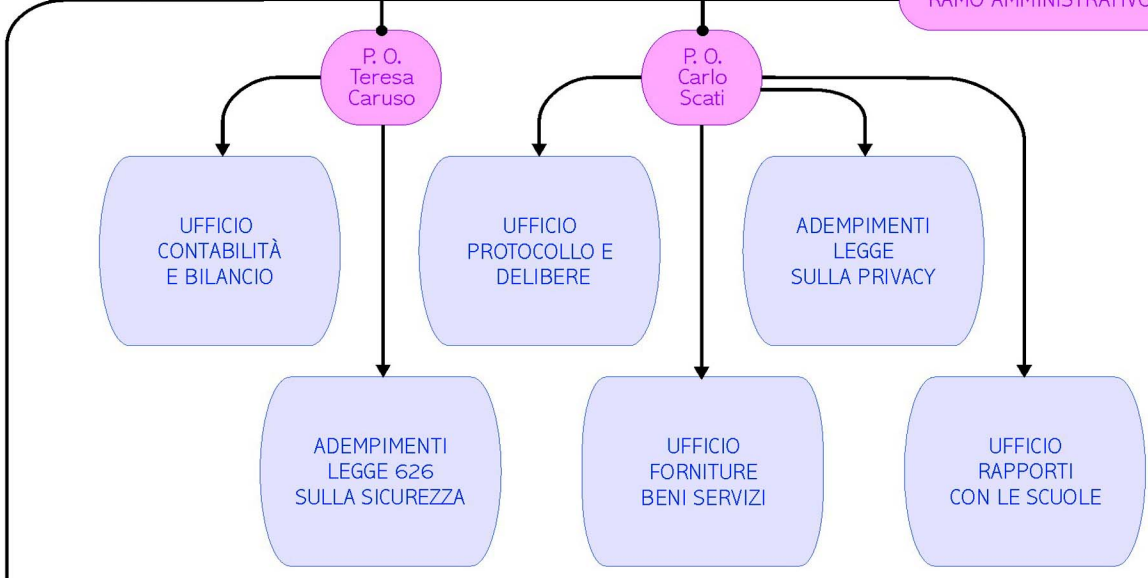 RAMO AMMINISTRATIVO
P. O.
Teresa
Caruso
P. O.
Carlo
Scati
UFFICIO
CONTABILITÀ
E BILANCIO
UFFICIO
PROTOCOLLO E
DELIBERE
ADEMPIMENTI
LEGGE
SULLA PRIVACY
ADEMPIMENTI
LEGGE 626
SULLA SICUREZZA
UFFICIO
FORNITURE
BENI SERVIZI
UFFICIO
RAPPORTI
CON LE SCUOLE